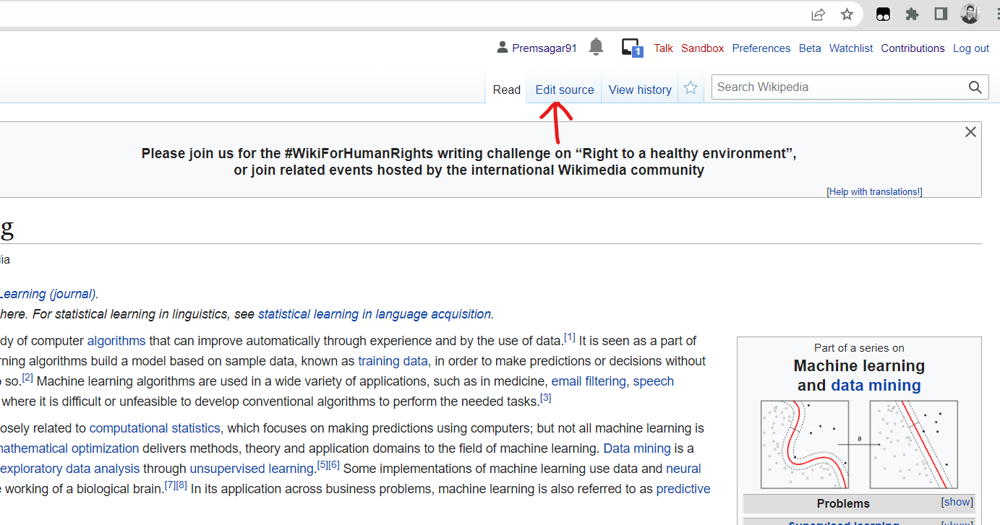 Premsagar91
1
Talk Sandbox Preferences Beta Watchlist Contributions Log out
Read Edit source View history
Search Wikipedia
Please join us for the #WikiForHumanRights writing challenge on “Right to a healthy environment”,
or join related events hosted by the international Wikimedia community
[Help with translations!]
g
lia
Learning (journal).
here. For statistical learning in linguistics, see statistical learning in language acquisition.
dy of computer algorithms that can improve automatically through experience and by the use of data.[1] It is seen as a part of
rning algorithms build a model based on sample data, known as training data, in order to make predictions or decisions without
o so.[2] Machine learning algorithms are used in a wide variety of applications, such as in medicine, email filtering, speech
where it is difficult or unfeasible to develop conventional algorithms to perform the needed tasks.[3]
osely related to computational statistics, which focuses on making predictions using computers; but not all machine learning is
mathematical optimization delivers methods, theory and application domains to the field of machine learning. Data mining is a
exploratory data analysis through unsupervised learning.[5][6] Some implementations of machine learning use data and neural
e working of a biological brain.[7][8] In its application across business problems, machine learning is also referred to as predictive
Part of a series on
Machine learning
and data mining
ø
Problems [show]
Supervised learning [show]